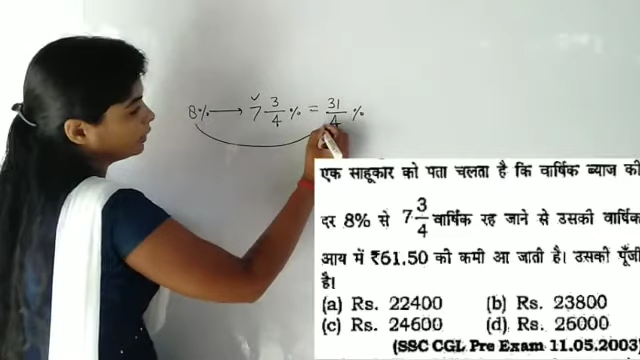 8% → 7 3/4 % = 31/4 %
एक साहूकार को पता चलता है कि वार्षिक ब्याज की
दर 8% से 7 3/4 वार्षिक रह जाने से उसकी वार्षिक
आय में ₹61.50 की कमी आ जाती है। उसकी पूँजी
है।
(a) Rs. 22400 (b) Rs. 23800
(c) Rs. 24600 (d) Rs. 26000
(SSC CGL Pre Exam 11.05.2003)